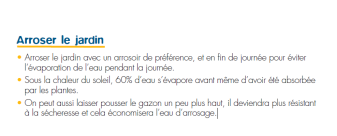 Arroser le jardin
• Arroser le jardin avec un arrosoir de préférence, et en fin de journée pour éviter
l'évaporation de l'eau pendant la journée.
• Sous la chaleur du soleil, 60% d'eau s'évapore avant même d'avoir été absorbée
par les plantes.
• On peut aussi laisser pousser le gazon un peu plus haut, il deviendra plus résistant
à la sécheresse et cela économisera l'eau d'arrosage.